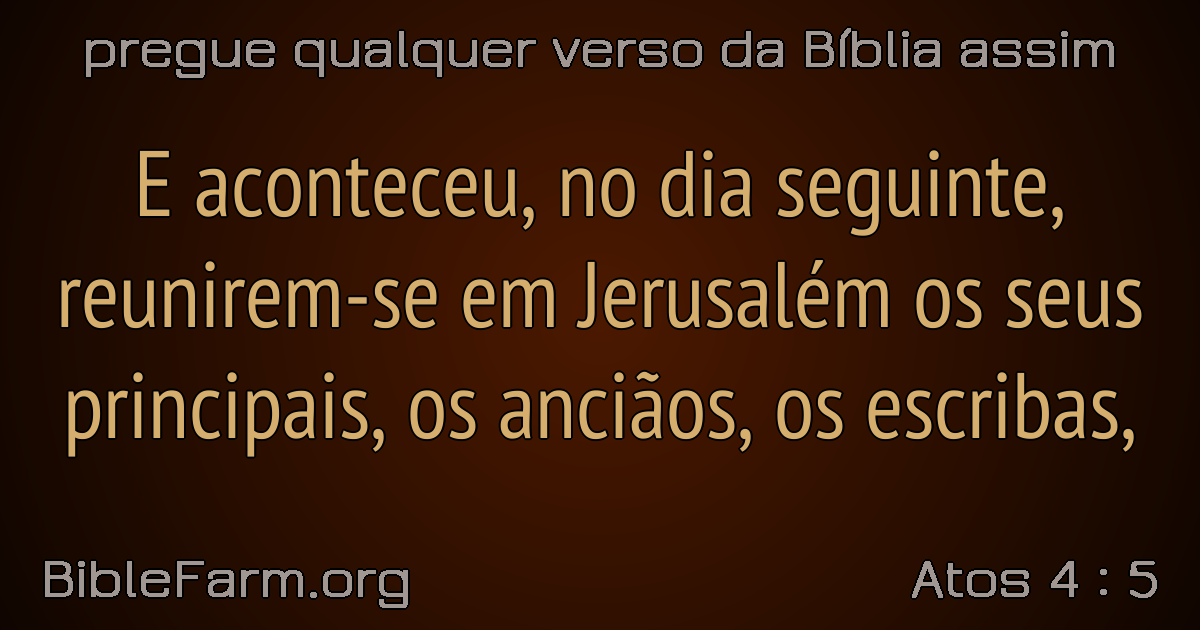 pregue qualquer verso da Bíblia assim
E aconteceu, no dia seguinte,
reunirem-se em Jerusalém os seus
principais, os anciãos, os escribas,
BibleFarm.org
Atos 4 : 5